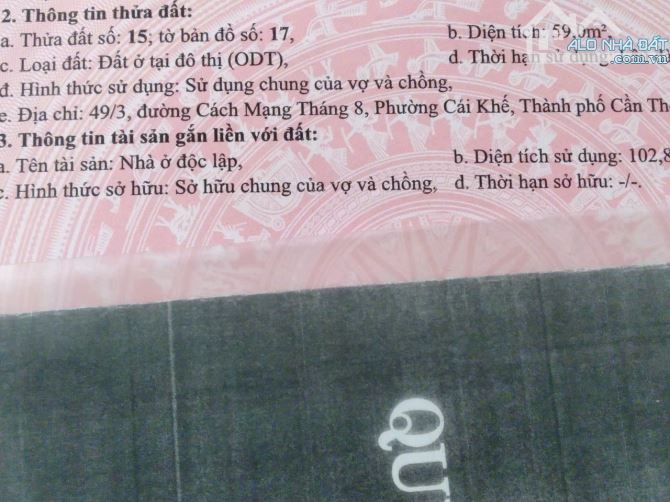 2. Thông tin thửa đất:
a. Thửa đất số: 15; tờ bản đồ số: 17, b. Diện tích: 59,0m²,
c. Loại đất: Đất ở tại đô thị (ODT), d. Thời hạn sử dụng:
đ. Hình thức sử dụng: Sử dụng chung của vợ và chồng,
e. Địa chỉ: 49/3, đường Cách Mạng Tháng 8, Phường Cái Khế, Thành phố Cần Th
3. Thông tin tài sản gắn liền với đất:
a. Tên tài sản: Nhà ở độc lập, b. Diện tích sử dụng: 102,8
c. Hình thức sở hữu: Sở hữu chung của vợ và chồng, d. Thời hạn sở hữu: -/-.
QU
ALO NHÀ ĐẤT
.com.vn